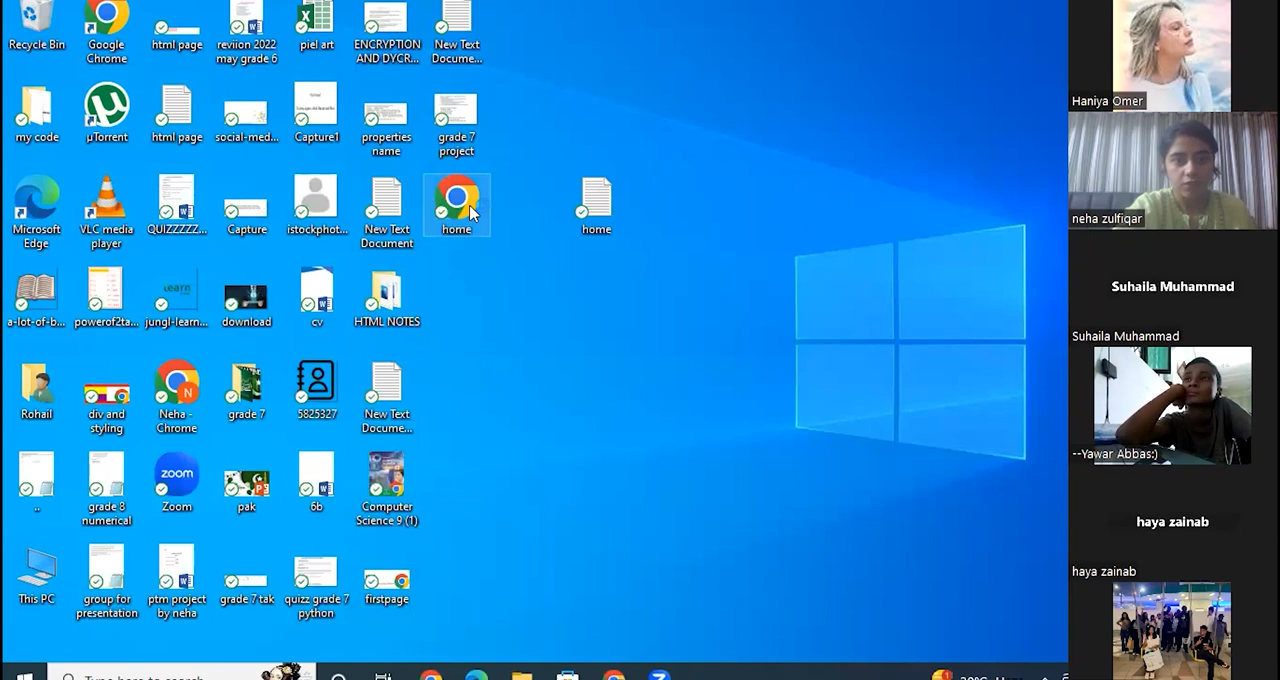 Recycle Bin
Google
Chrome
html page
reviion 2022
may grade 6
piel art
ENCRYPTION
AND DYCR...
New Text
Docume...
my code
µTorrent
html page
social-med...
Capture1
properties
name
grade 7
project
Microsoft
Edge
VLC media
player
QUIZZZZZ...
Capture
istockphot...
New Text
Document
home
home
a-lot-of-b...
powerof2ta...
jungl-learn...
download
cv
HTML NOTES
Rohail
div and
styling
Neha -
Chrome
grade 7
5825327
New Text
Docume...
..
grade 8
numerical
zoom
Zoom
pak
6b
Computer
Science 9 (1)
This PC
group for
presentation
ptm project
by neha
grade 7 tak
quizz grade 7
python
firstpage
Type here to search
Haniya Omer
neha zulfiqar
Suhaila Muhammad
Suhaila Muhammad
--Yawar Abbas:)
haya zainab
haya zainab